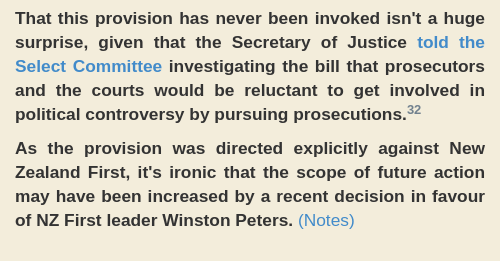 That this provision has never been invoked isn't a huge
surprise, given that the Secretary of Justice told the
Select Committee investigating the bill that prosecutors
and the courts would be reluctant to get involved in
political controversy by pursuing prosecutions.32
As the provision was directed explicitly against New
Zealand First, it's ironic that the scope of future action
may have been increased by a recent decision in favour
of NZ First leader Winston Peters. (Notes)